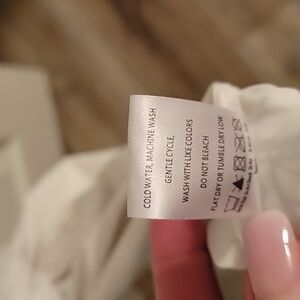 COLD WATER, MACHINE WASH
GENTLE CYCLE,
WASH WITH LIKE COLORS
DO NOT BLEACH
FLAT DRY OR TUMBLE DRY LOW